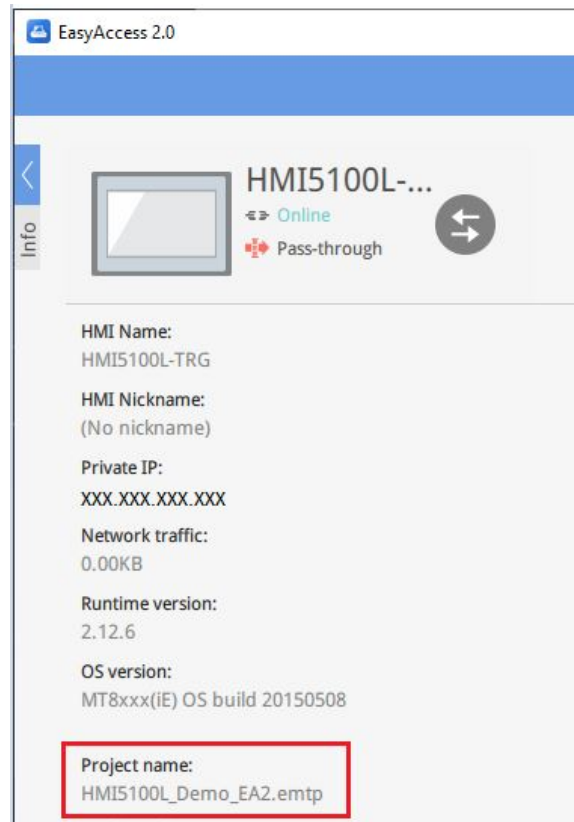 EasyAccess 2.0
HMI5100L-...
Online
Pass-through
Info
HMI Name:
HMI5100L-TRG
HMI Nickname:
(No nickname)
Private IP:
XXX.XXX.XXX.XXX
Network traffic:
0.00KB
Runtime version:
2.12.6
OS version:
MT8xxx(iE) OS build 20150508
Project name:
HMI5100L_Demo_EA2.emtp